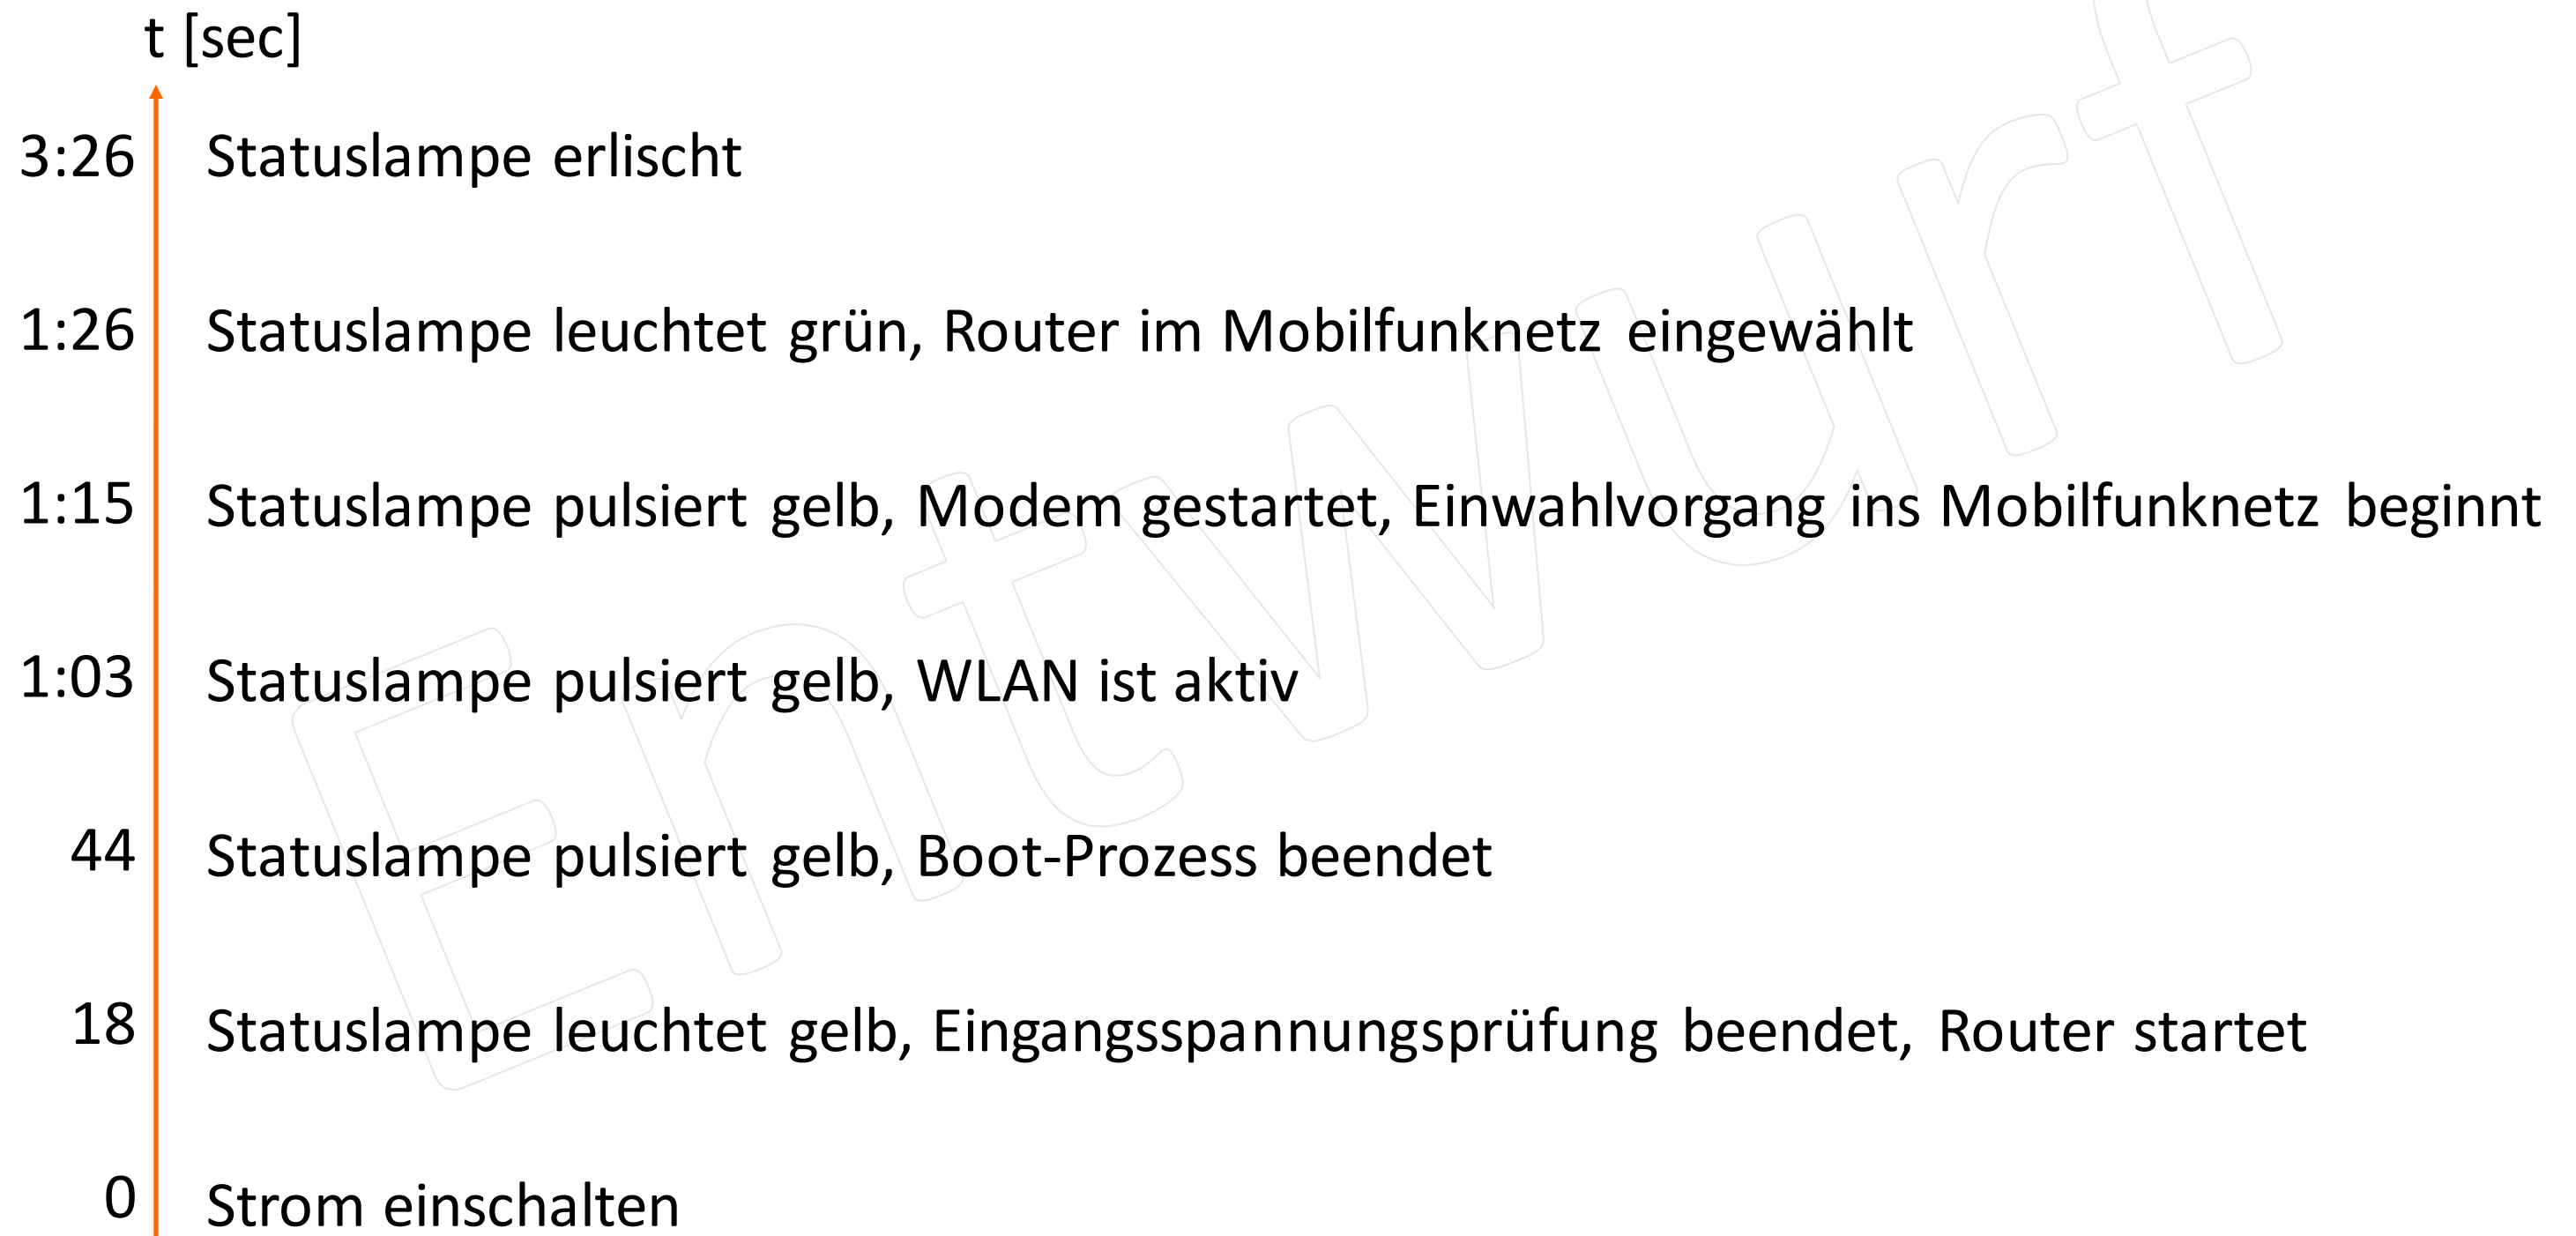 t [sec]
3:26 Statuslampe erlischt
1:26 Statuslampe leuchtet grün, Router im Mobilfunknetz eingewählt
1:15 Statuslampe pulsiert gelb, Modem gestartet, Einwahlvorgang ins Mobilfunknetz beginnt
1:03 Statuslampe pulsiert gelb, WLAN ist aktiv
44 Statuslampe pulsiert gelb, Boot-Prozess beendet
18 Statuslampe leuchtet gelb, Eingangsspannungsprüfung beendet, Router startet
0 Strom einschalten
Entwurf